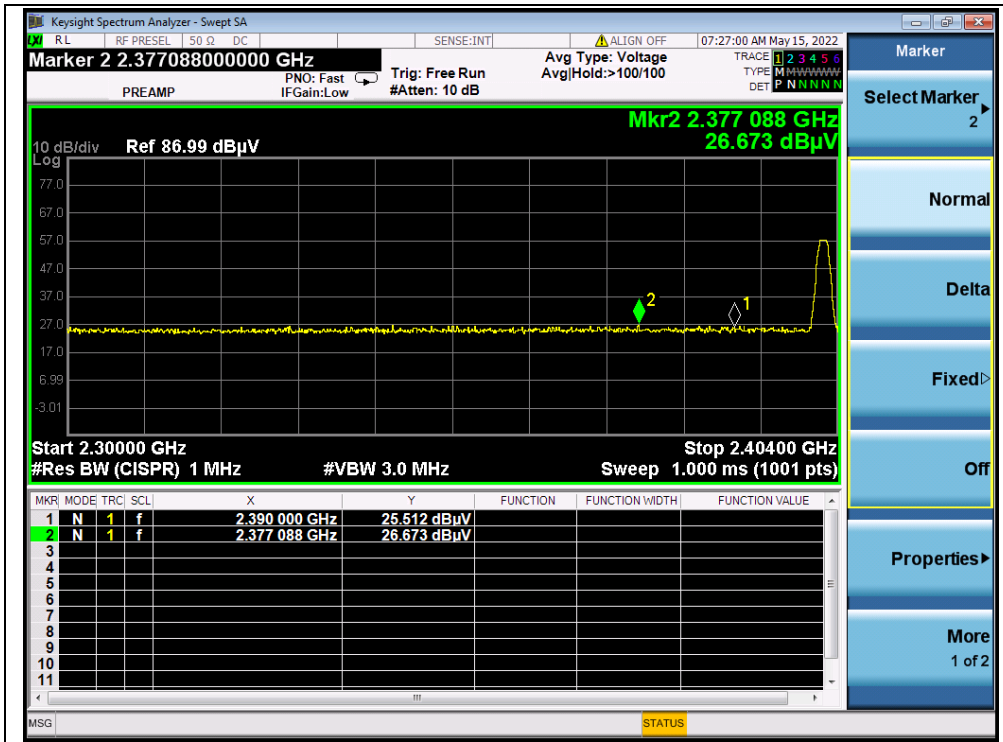 Keysight Spectrum Analyzer - Swept SA
LXI RL RF PRESEL 50 Ω DC SENSE:INT ALIGN OFF 07:27:00 AM May 15, 2022
Marker 2 2.377088000000 GHz
PREAMP
PNO: Fast
IFGain:Low
Trig: Free Run
#Atten: 10 dB
Avg Type: Voltage
Avg|Hold:>100/100
TRACE 1 2 3 4 5 6
TYPE M M W W W W
DET P N N N N N
Mkr2 2.377 088 GHz
26.673 dBµV
10 dB/div Ref 86.99 dBµV
Log
77.0
67.0
57.0
47.0
37.0
27.0
17.0
6.99
-3.01
2
1
Start 2.30000 GHz Stop 2.40400 GHz
#Res BW (CISPR) 1 MHz #VBW 3.0 MHz Sweep 1.000 ms (1001 pts)
MKR MODE TRC SCL X Y FUNCTION FUNCTION WIDTH FUNCTION VALUE
1 N 1 f 2.390 000 GHz 25.512 dBµV
2 N 1 f 2.377 088 GHz 26.673 dBµV
3
4
5
6
7
8
9
10
11
MSG STATUS
Marker
Select Marker
2
Normal
Delta
Fixed
Off
Properties
More
1 of 2